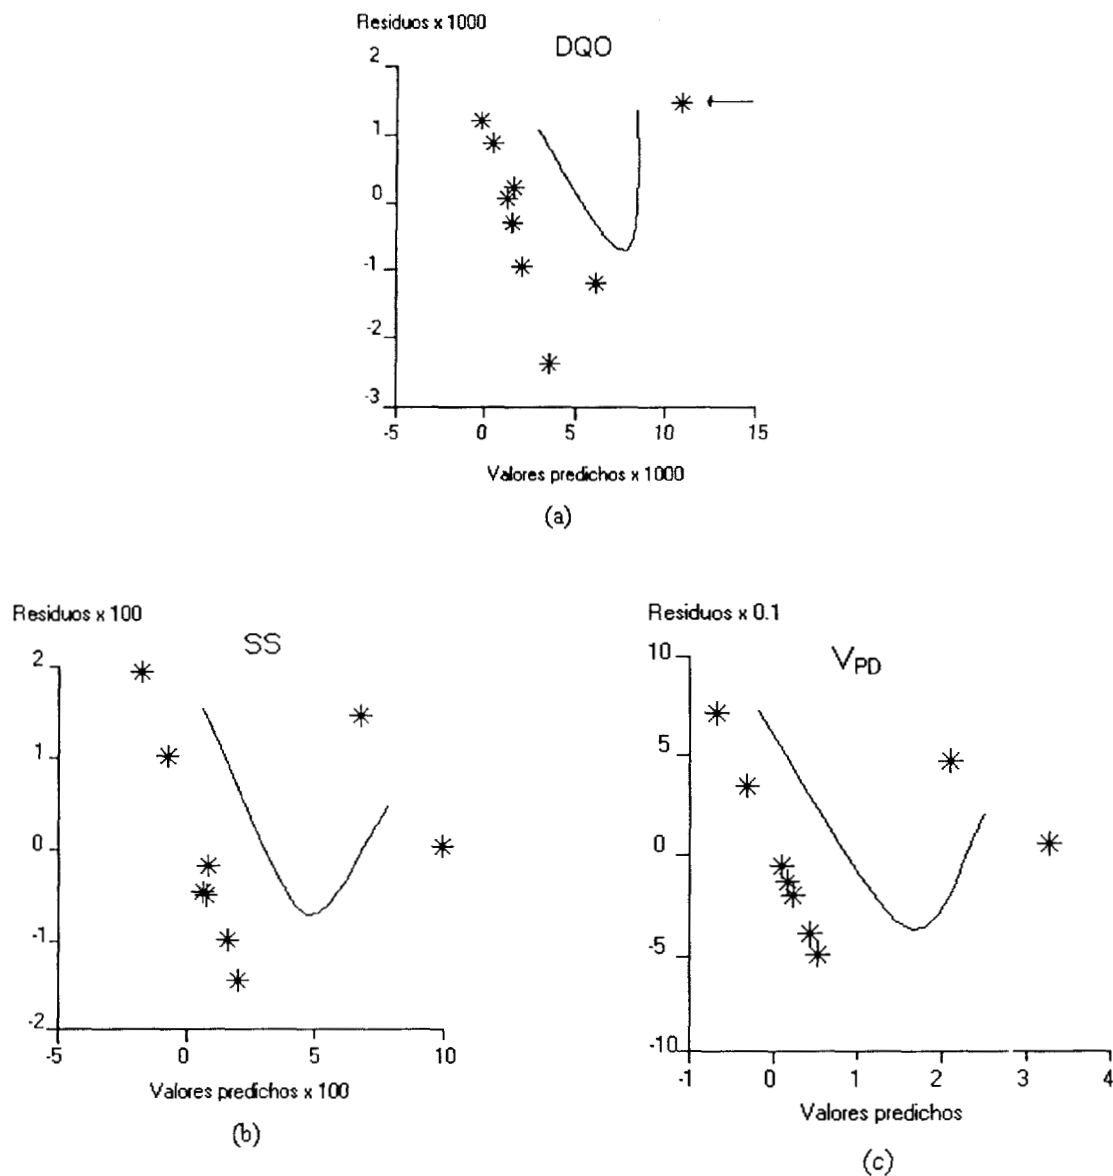 Residuos x 1000
DQO
2
1
0
-1
-2
-3
-5
0
5
10
15
Valores predichos x 1000
(a)
Residuos x 100
SS
2
1
0
-1
-2
-5
0
5
10
Valores predichos x 100
(b)
Residuos x 0.1
VPD
10
5
0
-5
-10
-1
0
1
2
3
4
Valores predichos
(c)